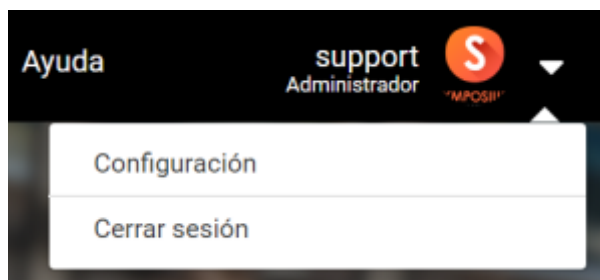 Ayuda
support
Administrador
S
Configuración
Cerrar sesión